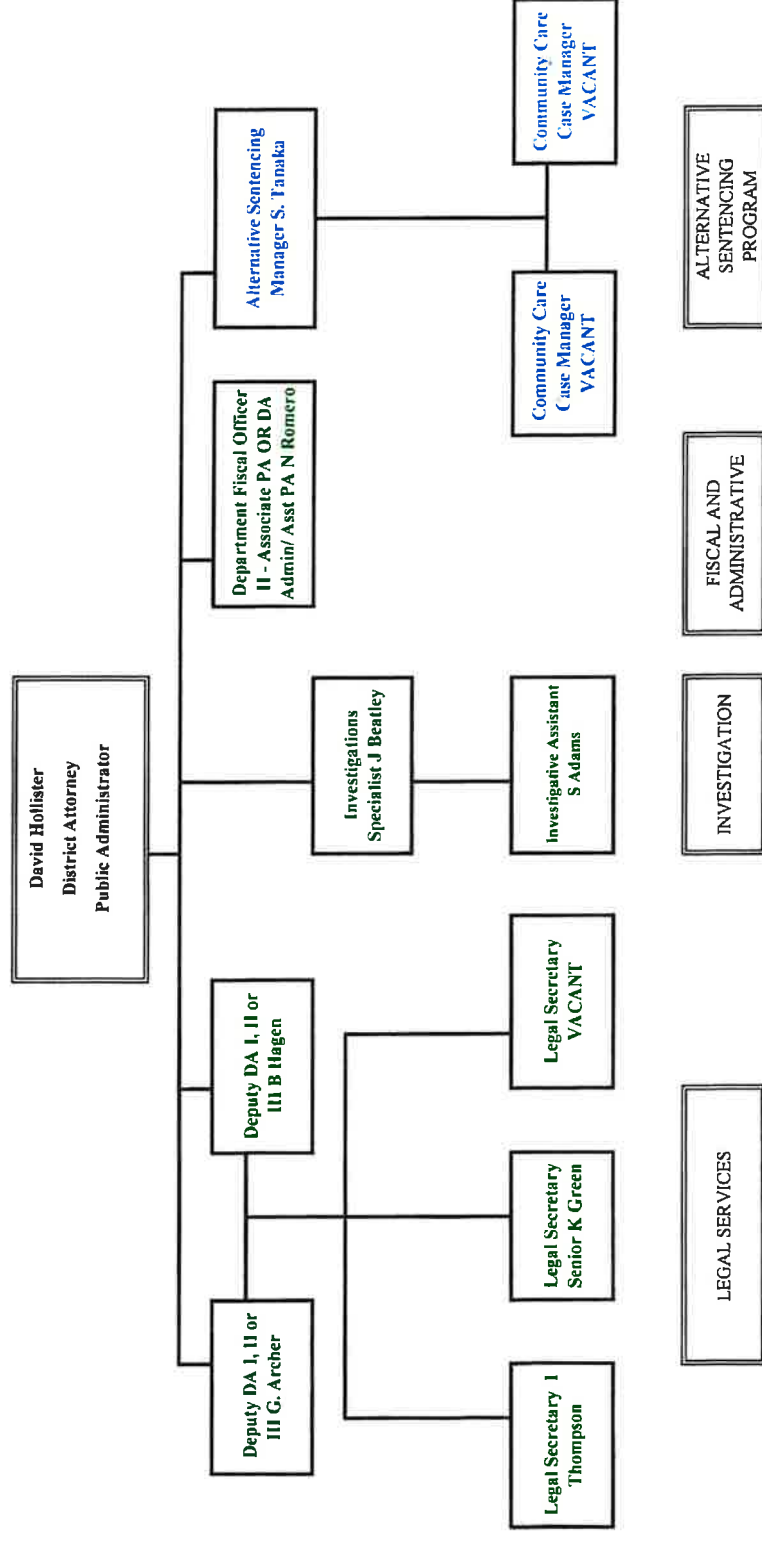 David Hollister
District Attorney
Public Administrator
Deputy DA I, II or
III G. Archer
Deputy DA I, II or
III B Hagen
Department Fiscal Officer
II - Associate PA OR DA
Admin/ Asst PA N Romero
Alternative Sentencing
Manager S. Tanaka
Investigations
Specialist J Beatley
Legal Secretary 1
Thompson
Legal Secretary
Senior K Green
Legal Secretary
VACANT
Investigative Assistant
S Adams
Community Care
Case Manager
VACANT
Community Care
Case Manager
VACANT
LEGAL SERVICES
INVESTIGATION
FISCAL AND
ADMINISTRATIVE
ALTERNATIVE
SENTENCING
PROGRAM